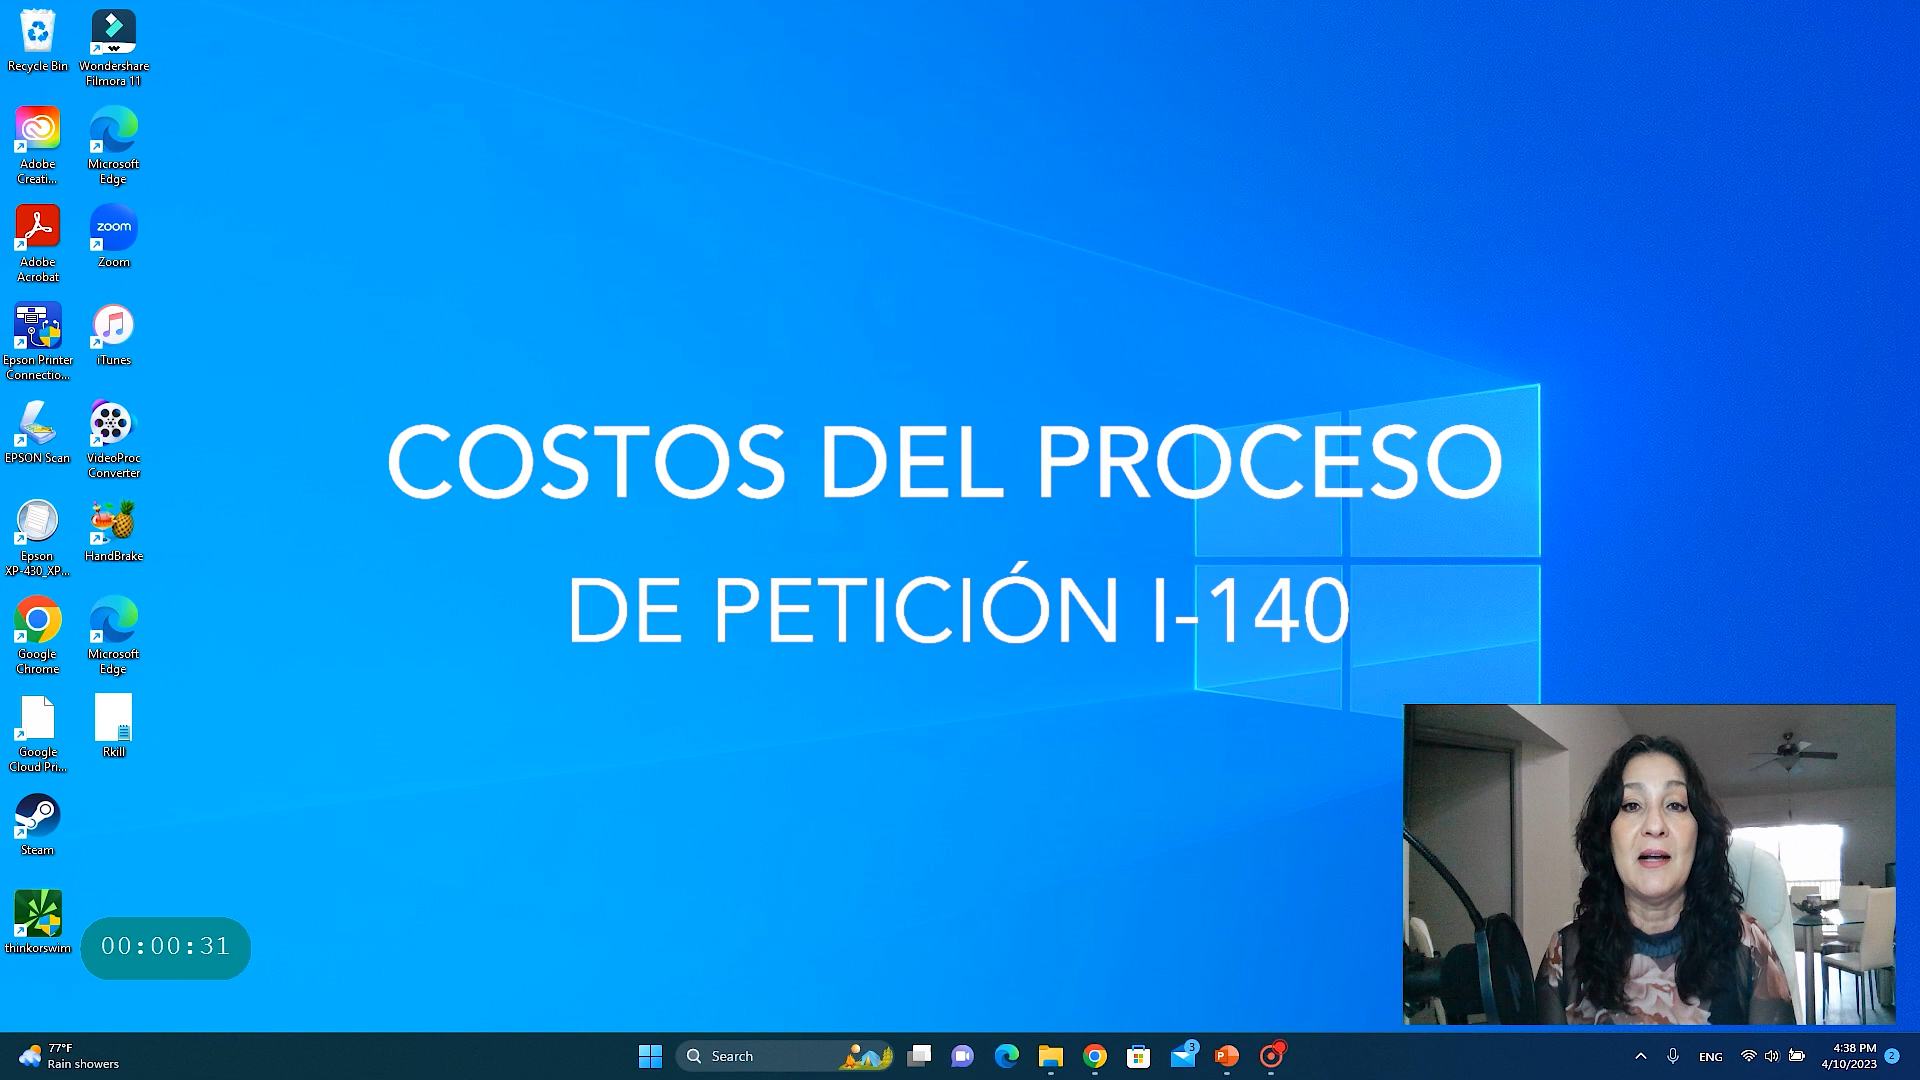 Recycle Bin
Wondershare
Filmora 11
Adobe
Creati...
Microsoft
Edge
Adobe
Acrobat
zoom
Zoom
Epson Printer
Connectio...
iTunes
EPSON Scan
VideoProc
Converter
Epson
XP-430_XP...
HandBrake
Google
Chrome
Microsoft
Edge
Google
Cloud Pri...
Rkill
Steam
thinkorswim
COSTOS DEL PROCESO
DE PETICIÓN I-140
00:00:31
77°F
Rain showers
Search
3
P
ENG
4:38 PM
4/10/2023
2